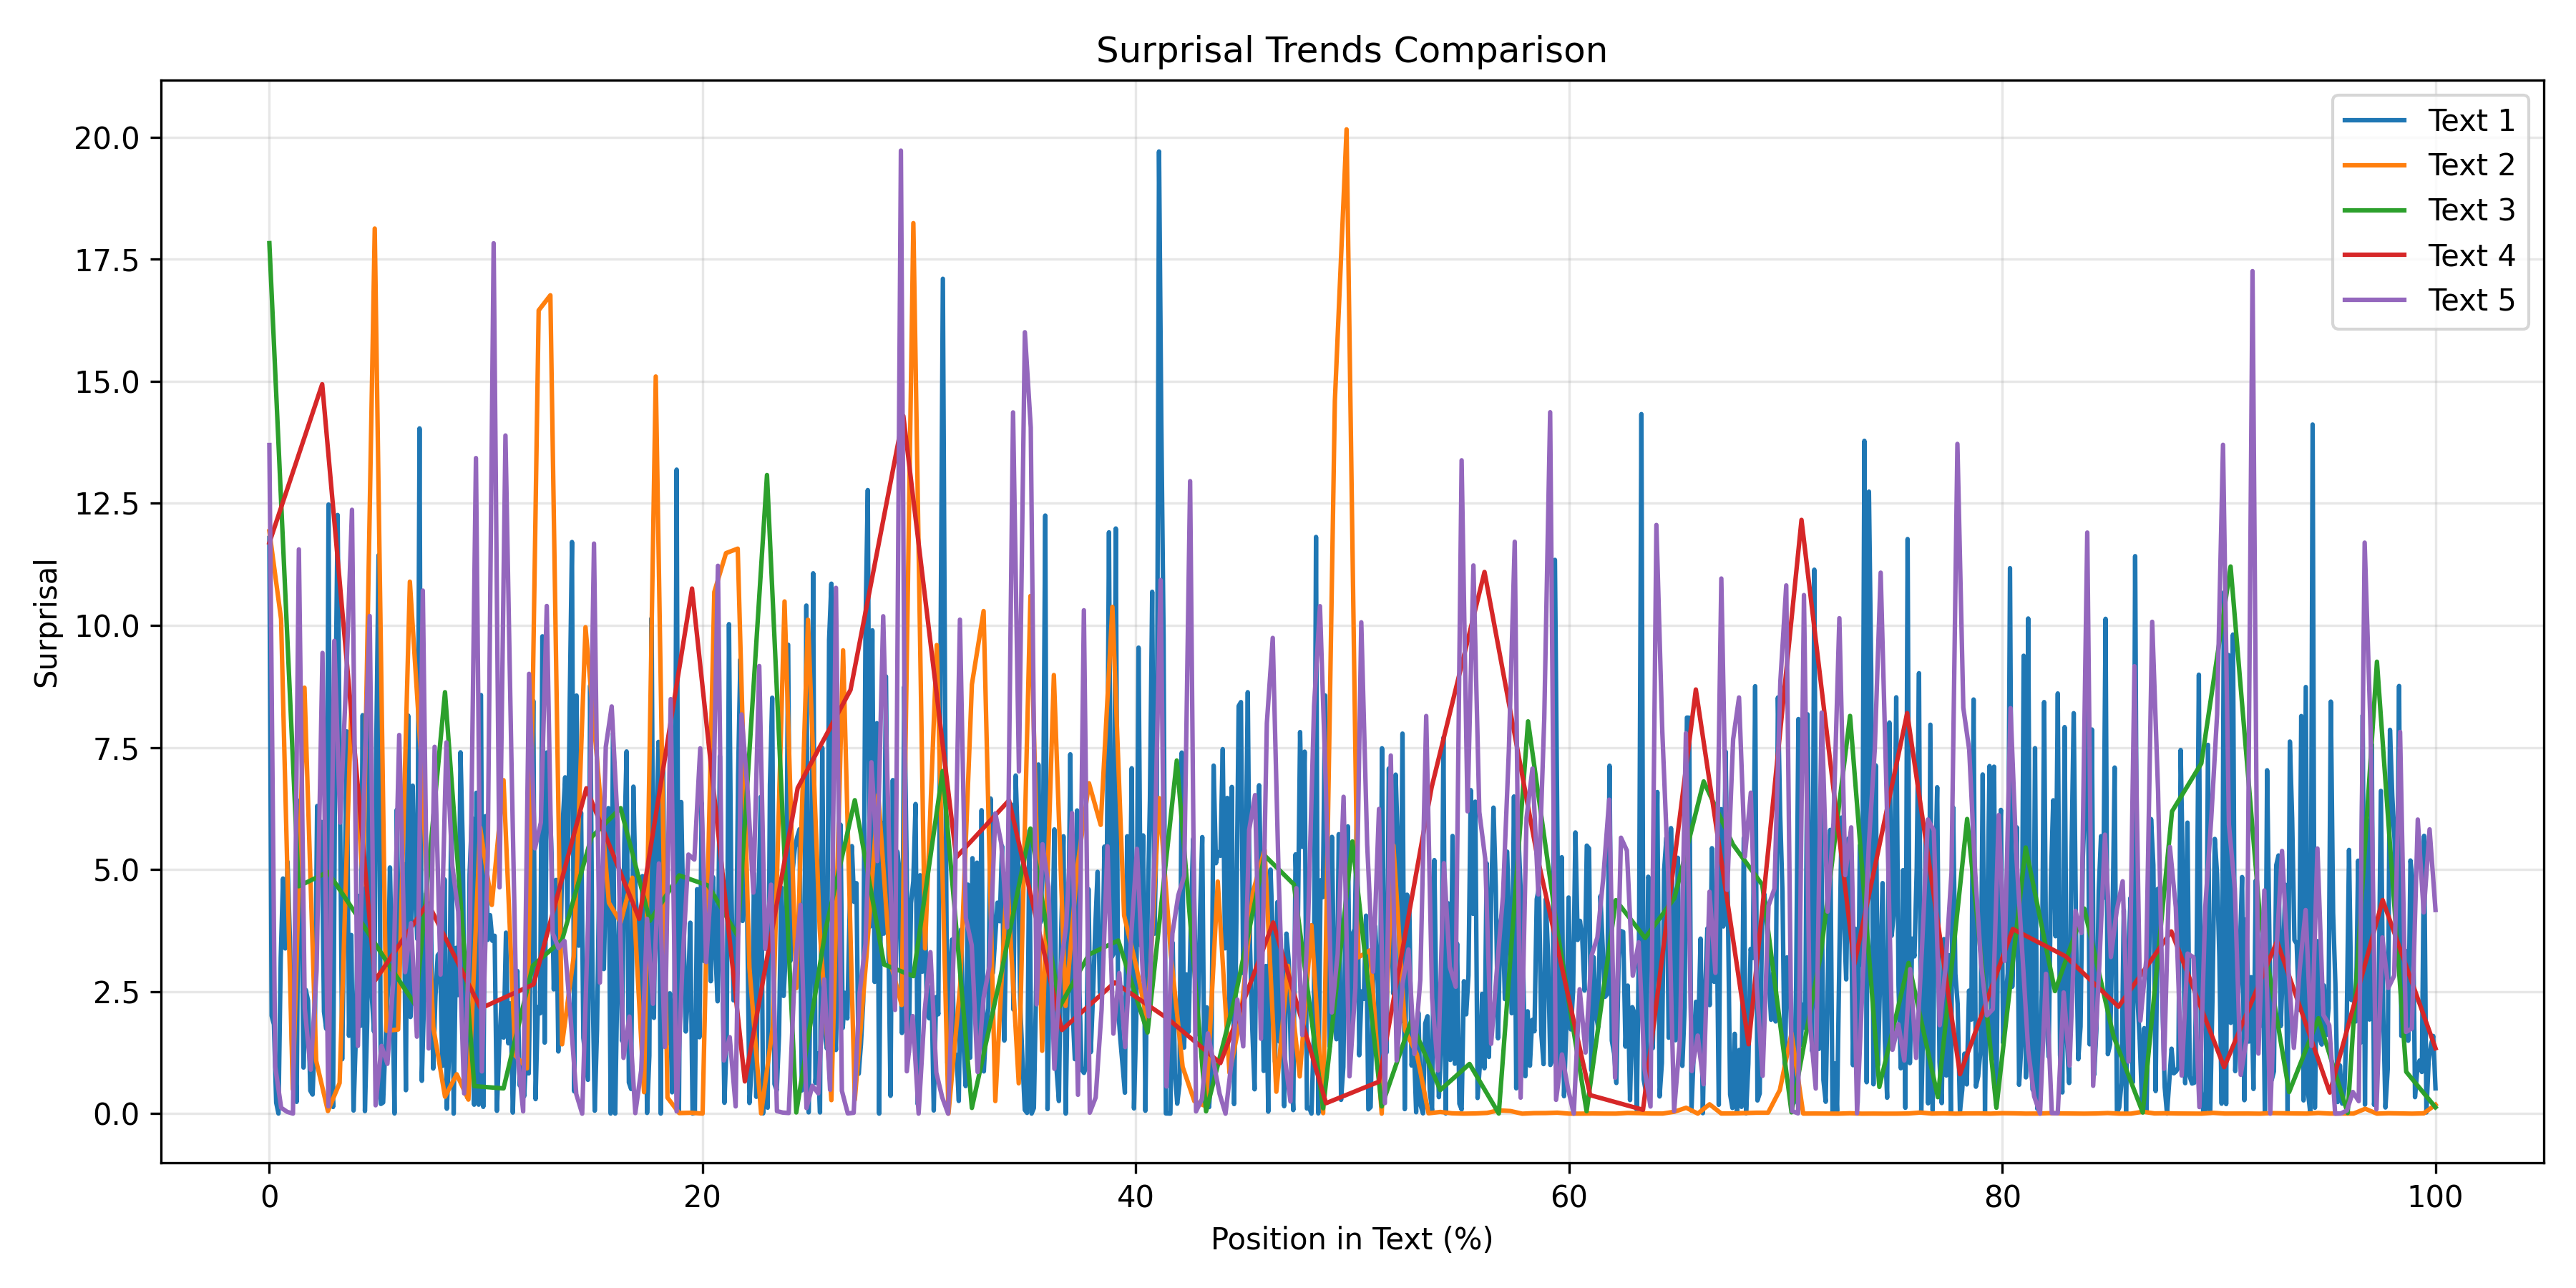 Surprisal Trends Comparison
Text 1
Text 2
Text 3
Text 4
Text 5
20.0
17.5
15.0
12.5
10.0
7.5
5.0
2.5
0.0
Surprisal
0 20 40 60 80 100
Position in Text (%)